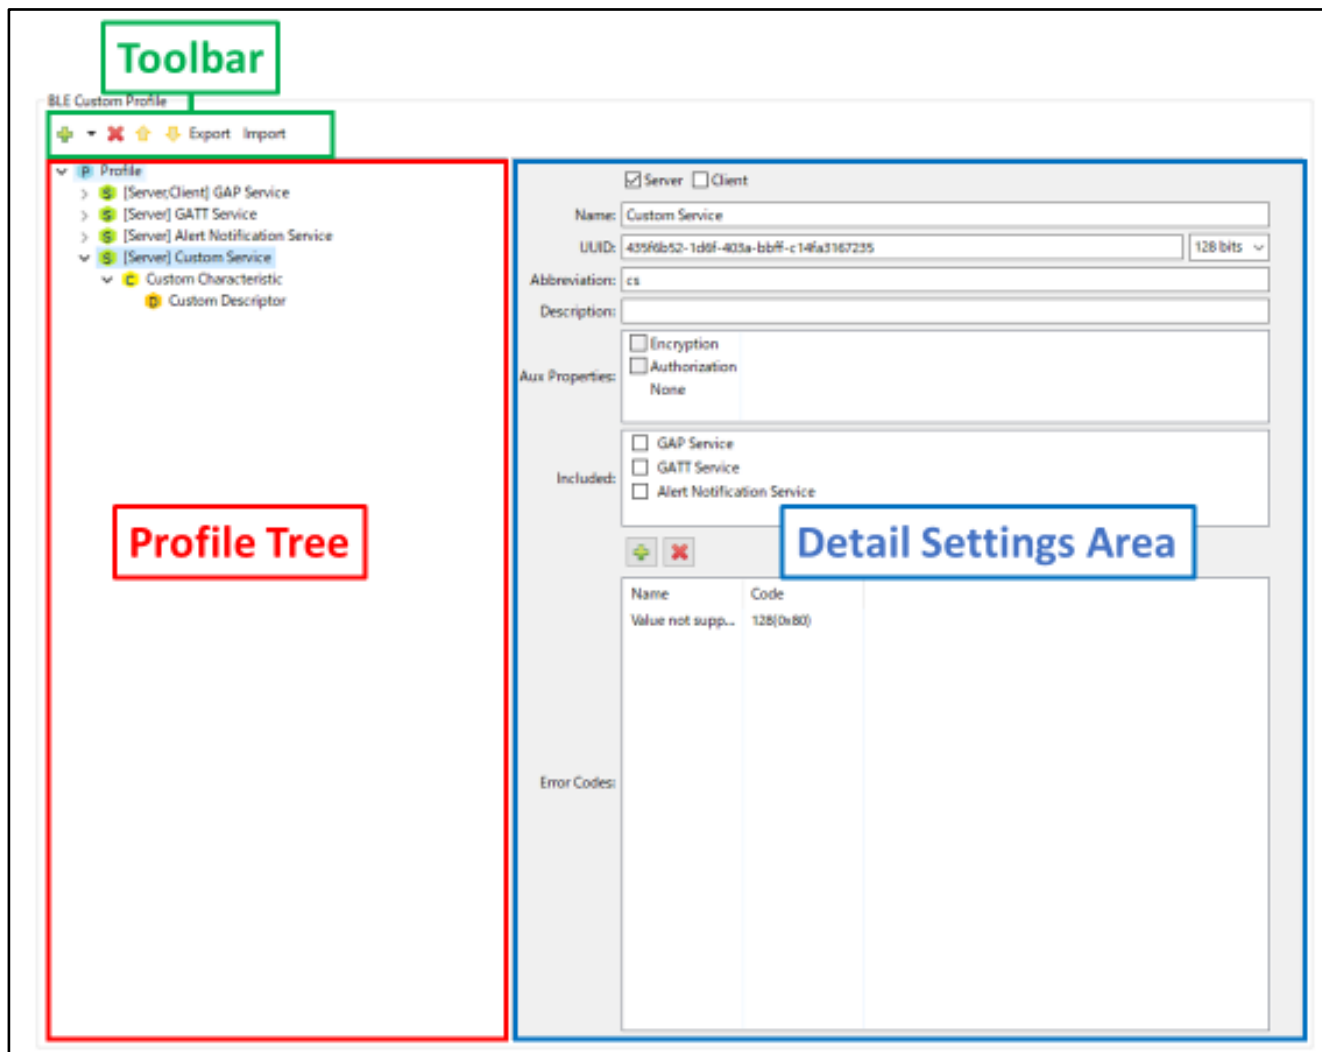 Toolbar
BLE Custom Profile
Export Import
P Profile
S [Server,Client] GAP Service
S [Server] GATT Service
S [Server] Alert Notification Service
S [Server] Custom Service
C Custom Characteristic
D Custom Descriptor
Profile Tree
Server Client
Name: Custom Service
UUID: 435f6b52-1d6f-403a-bbff-c14fa3167235 128 bits
Abbreviation: cs
Description:
Aux Properties:
Encryption
Authorization
None
Included:
GAP Service
GATT Service
Alert Notification Service
Detail Settings Area
Name Code
Value not supp... 128(0x80)
Error Codes: